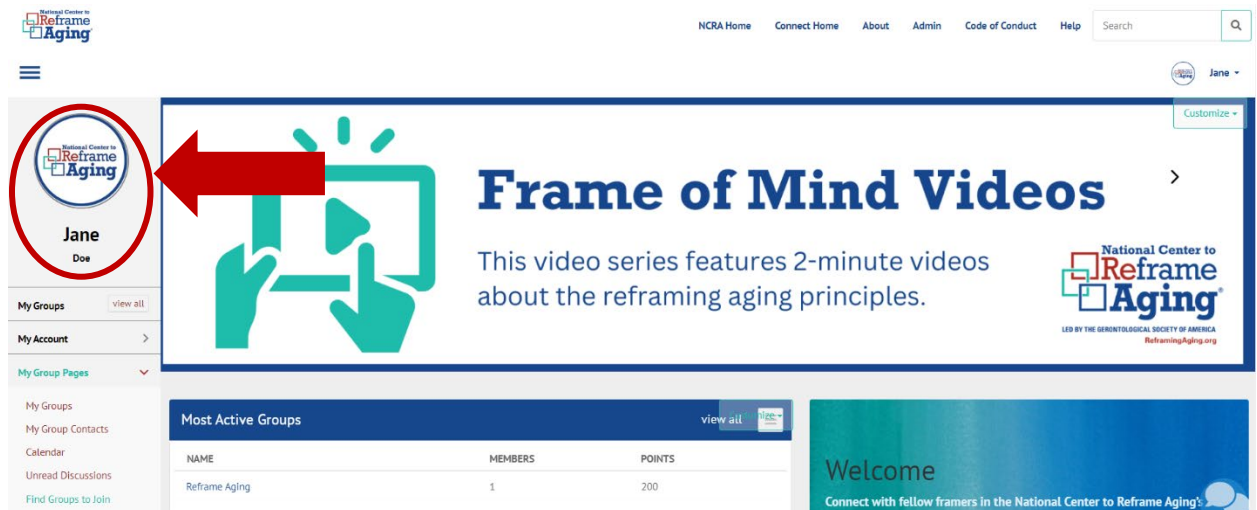 National Center to
Reframe
Aging
NCRA Home Connect Home About Admin Code of Conduct Help Search
Jane
Customize
National Center to
Reframe
Aging
Jane
Doe
My Groups view all
My Account
My Group Pages
My Groups
My Group Contacts
Calendar
Unread Discussions
Find Groups to Join
Frame of Mind Videos
This video series features 2-minute videos
about the reframing aging principles.
National Center to
Reframe
Aging®
LED BY THE GERONTOLOGICAL SOCIETY OF AMERICA
ReframingAging.org
Most Active Groups view all Customize
NAME MEMBERS POINTS
Reframe Aging 1 200
Welcome
Connect with fellow framers in the National Center to Reframe Aging's